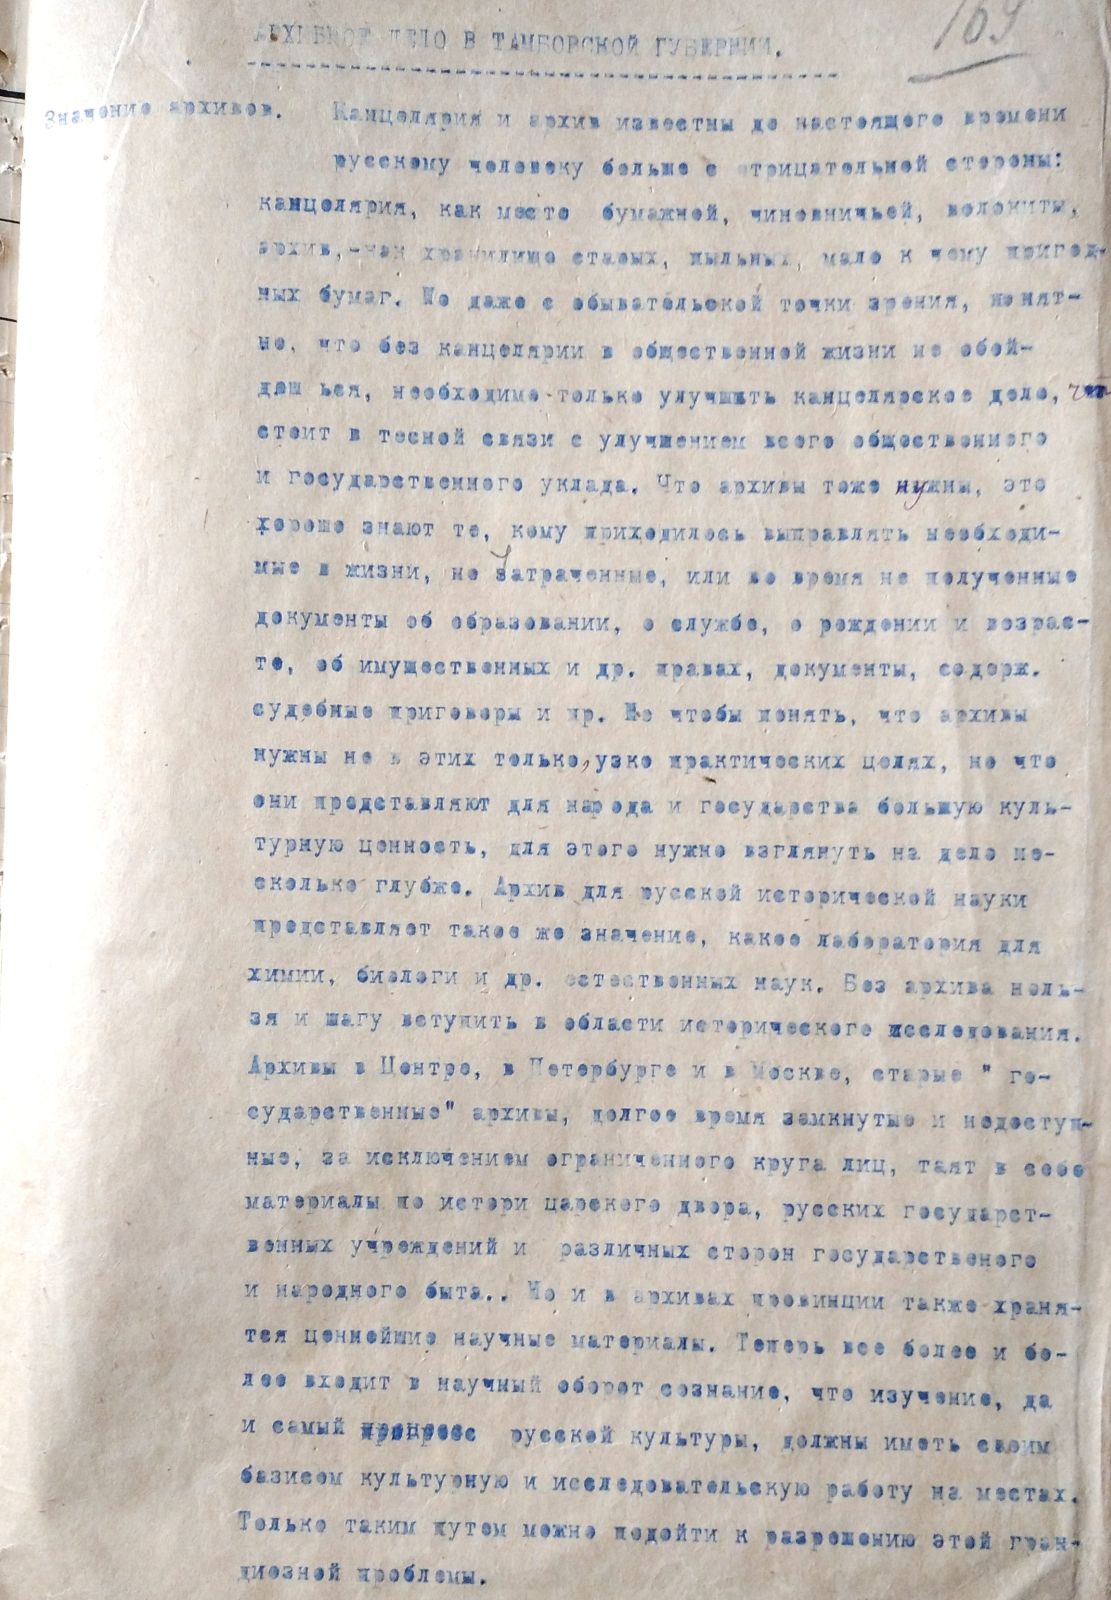 169
АРХИВНОЕ ДЕЛО В ТАМБОВСКОЙ ГУБЕРНИИ.
Значение архивов. Канцелярия и архив известны до настоящего времени
русскому человеку больше с отрицательной стороны:
канцелярия, как место бумажной, чиновничьей, волокиты,
архив,-как хранилище старых, пыльных, мало к чему пригод-
ных бумаг. Но даже с обывательской точки зрения, понят-
но, что без канцелярии в общественной жизни не обой-
деш ься, необходимо только улучшить канцелярское дело, что
стоит в тесной связи с улучшением всего общественного
и государственного уклада. Что архивы тоже нужны, это
хорошо знают те, кому приходилось выправлять необходи-
мые в жизни, но утраченные, или во время не полученные
документы об образовании, о службе, о рождении и возрас-
те, об имущественных и др. правах, документы, содерж.
судебные приговоры и пр. Но чтобы понять, что архивы
нужны не в этих только, узко практических целях, но что
они представляют для народа и государства большую куль-
турную ценность, для этого нужно взглянуть на дело не-
сколько глубже. Архив для русской исторической науки
представляет такое же значение, какое лаборатория для
химии, биологи и др. естественных наук. Без архива нель-
зя и шагу вступить в области исторического исследования.
Архивы в Центре, в Петербурге и в Москве, старые " го-
сударственные" архивы, долгое время замкнутые и недоступ-
ные, за исключением ограниченного круга лиц, таят в себе
материалы по истори царского двора, русских государст-
венных учреждений и различных сторон государственого
и народного быта.. Но и в архивах провинции также храня-
тся ценнейшие научные материалы. Теперь все более и бо-
лее входит в научный оборот сознание, что изучение, да
и самый прогресс русской культуры, должны иметь своим
базисом культурную и исследовательскую работу на местах.
Только таким путем можно подойти к разрешению этой гран-
диозной проблемы.